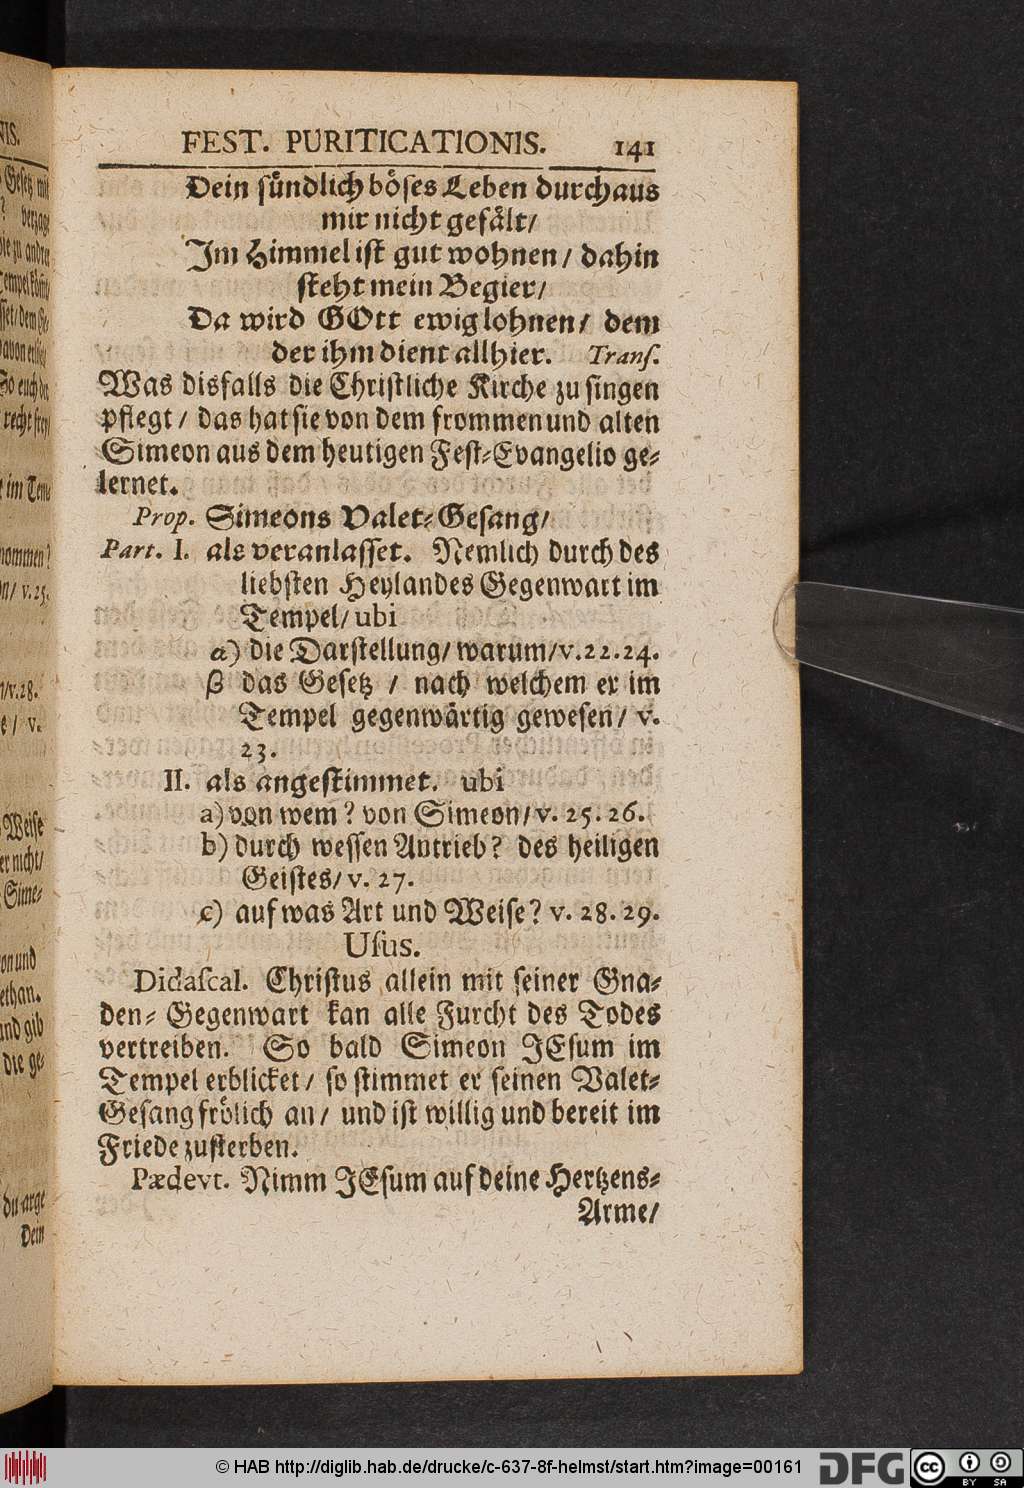 FEST. PURITICATIONIS. 141
Dein sündlich böses Leben durchaus
mir nicht gefält/
Im Himmel ist gut wohnen/ dahin
steht mein Begier/
Da wird GOtt ewig lohnen/ dem
der ihm dient allhier. Transs.
Was disfalls die Christliche Kirche zu singen
pflegt/ das hat sie von dem frommen und alten
Simeon aus dem heutigen Fest-Evangelio ge-
lernet.
Prop. Simeons Valet-Gesang/
Part. I. als veranlasset. Nemlich durch des
liebsten Heylandes Gegenwart im
Tempel/ ubi
a) die Darstellung/ warum/ v. 22. 24.
ß das Gesetz / nach welchem er im
Tempel gegenwärtig gewesen/ v.
23.
II. als angestimmet. ubi
a) von wem? von Simeon/ v. 25. 26.
b) durch wessen Antrieb? des heiligen
Geistes/ v. 27.
c) auf was Art und Weise? v. 28. 29.
Uſus.
Didaſcal. Christus allein mit seiner Gna-
den-Gegenwart kan alle Furcht des Todes
vertreiben. So bald Simeon JEsum im
Tempel erblicket/ so stimmet er seinen Valet-
Gesang frölich an/ und ist willig und bereit im
Friede zusterben.
Pædevt. Nimm JEsum auf deine Hertzens-
Arme/
© HAB http://diglib.hab.de/drucke/c-637-8f-helmst/start.htm?image=00161
DFG
cc BY SA